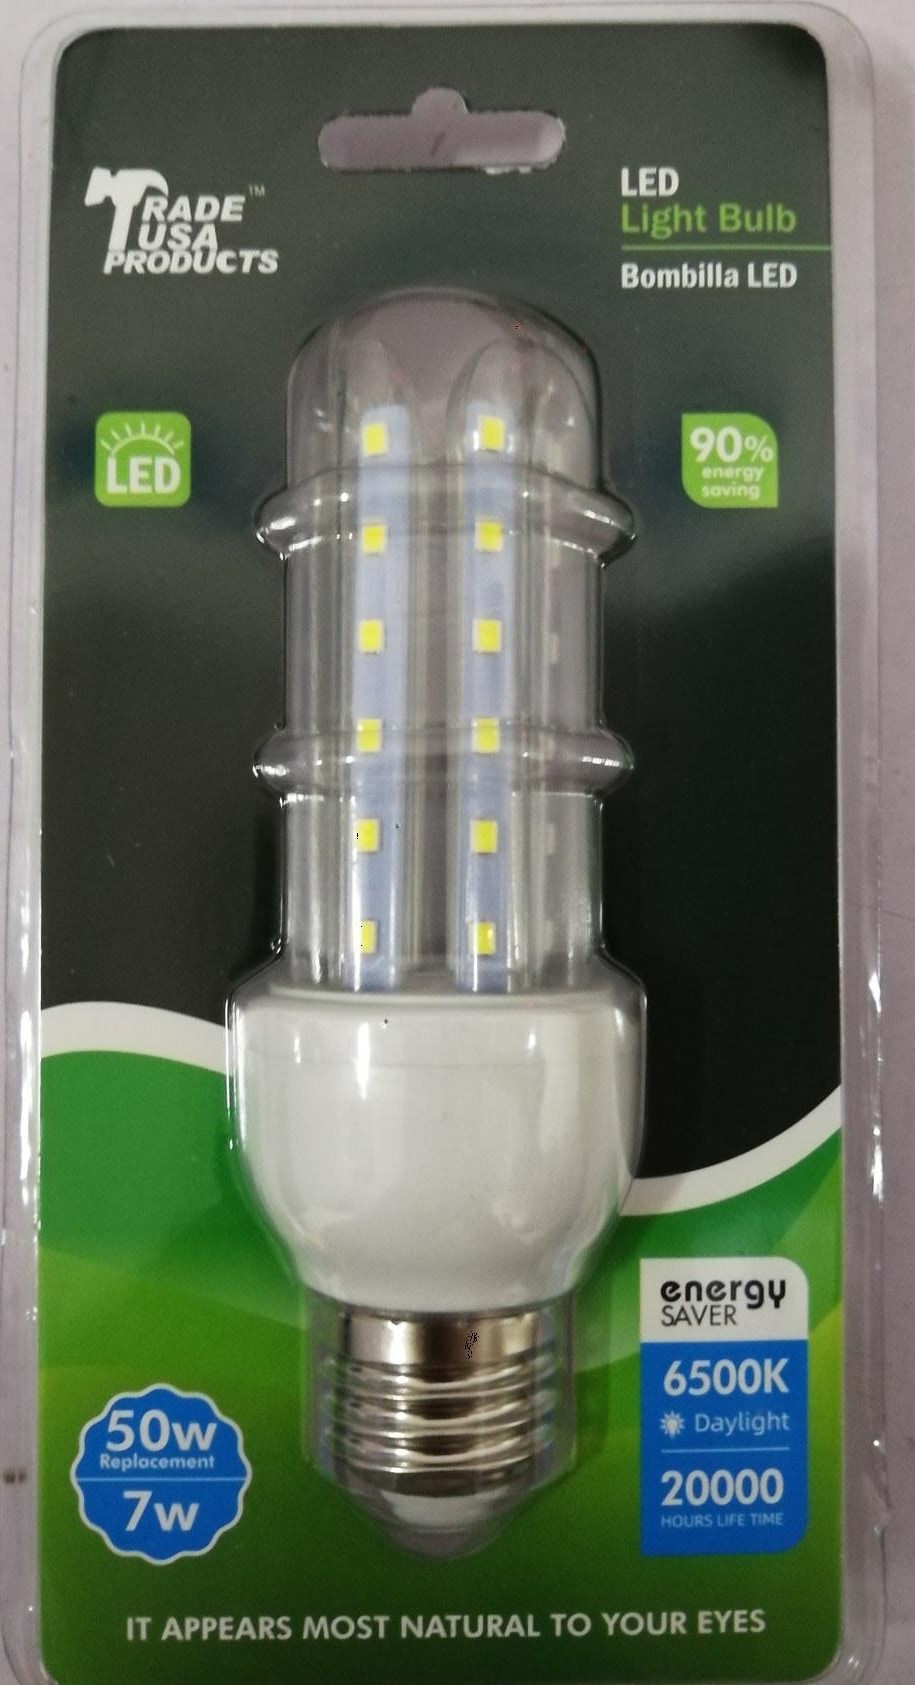 TRADE™
USA
PRODUCTS
LED
Light Bulb
Bombilla LED
LED
90%
energy
saving
energy
SAVER
6500K
Daylight
20000
HOURS LIFE TIME
50w
Replacement
7w
IT APPEARS MOST NATURAL TO YOUR EYES